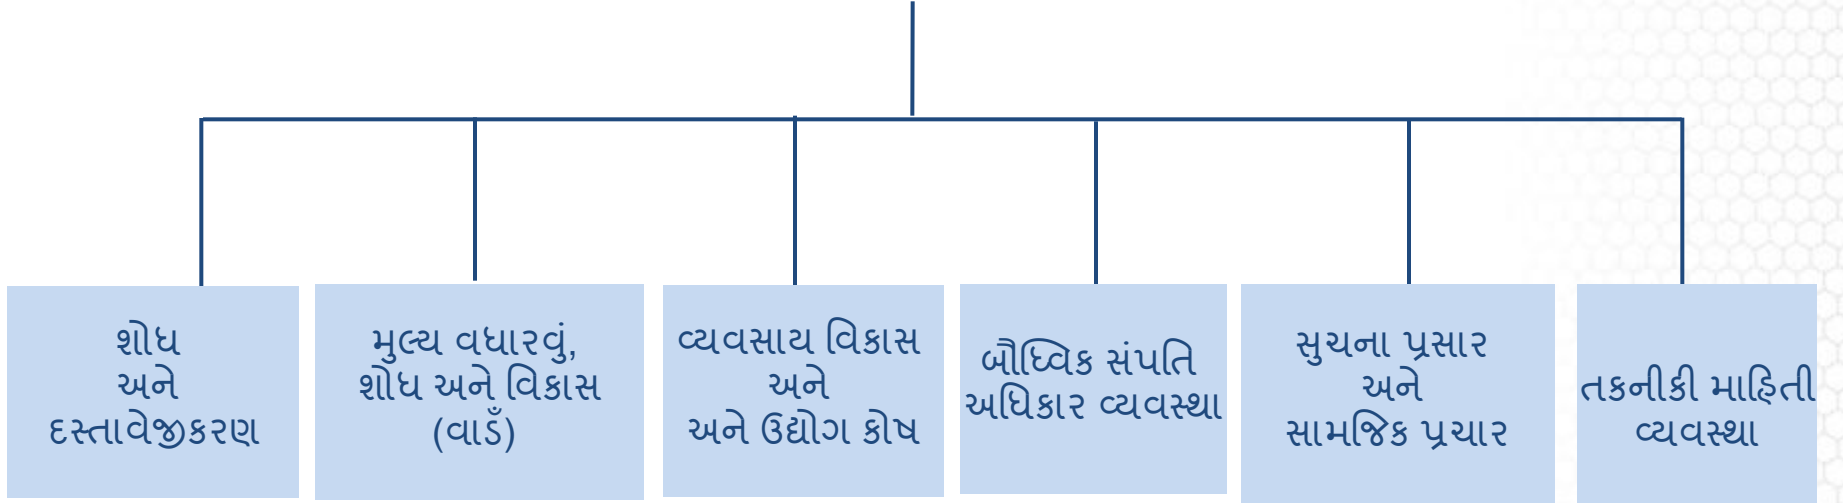 શોધ
અને
દસ્તાવેજીકરણ
મુલ્ય વધારવું,
શોધ અને વિકાસ
(વાર્ડ઼)
વ્યવસાય વિકાસ
અને
અને ઉદ્યોગ કોષ
બૌધ્વિક સંપતિ
અધિકાર વ્યવસ્થા
સુચના પ્રસાર
અને
સામજિક પ્રચાર
તકનીકી માહિતી
વ્યવસ્થા